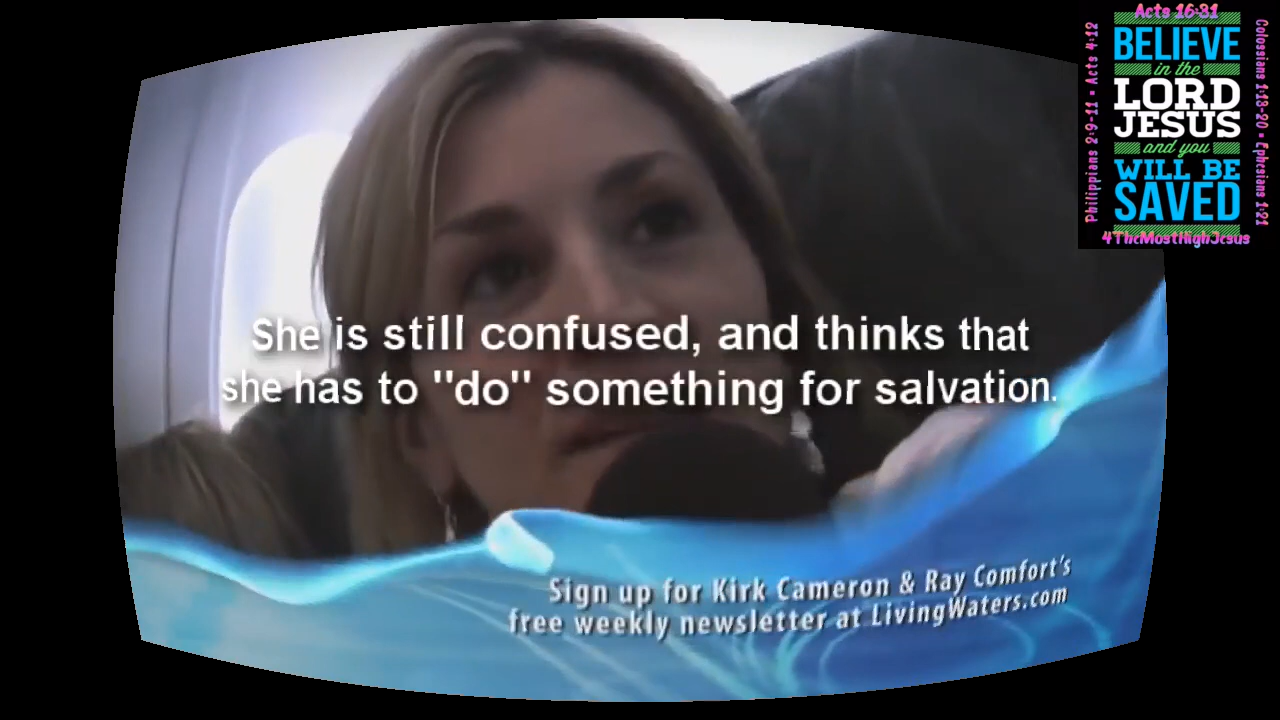 Acts 16:31
Philippians 2:9-11 • Acts 4:12
BELIEVE
in the
LORD
JESUS
and you
WILL BE
SAVED
Colossians 1:13-20 • Ephesians 1:21
4TheMostHighJesus
She is still confused, and thinks that
she has to "do" something for salvation.
Sign up for Kirk Cameron & Ray Comfort's
free weekly newsletter at LivingWaters.com